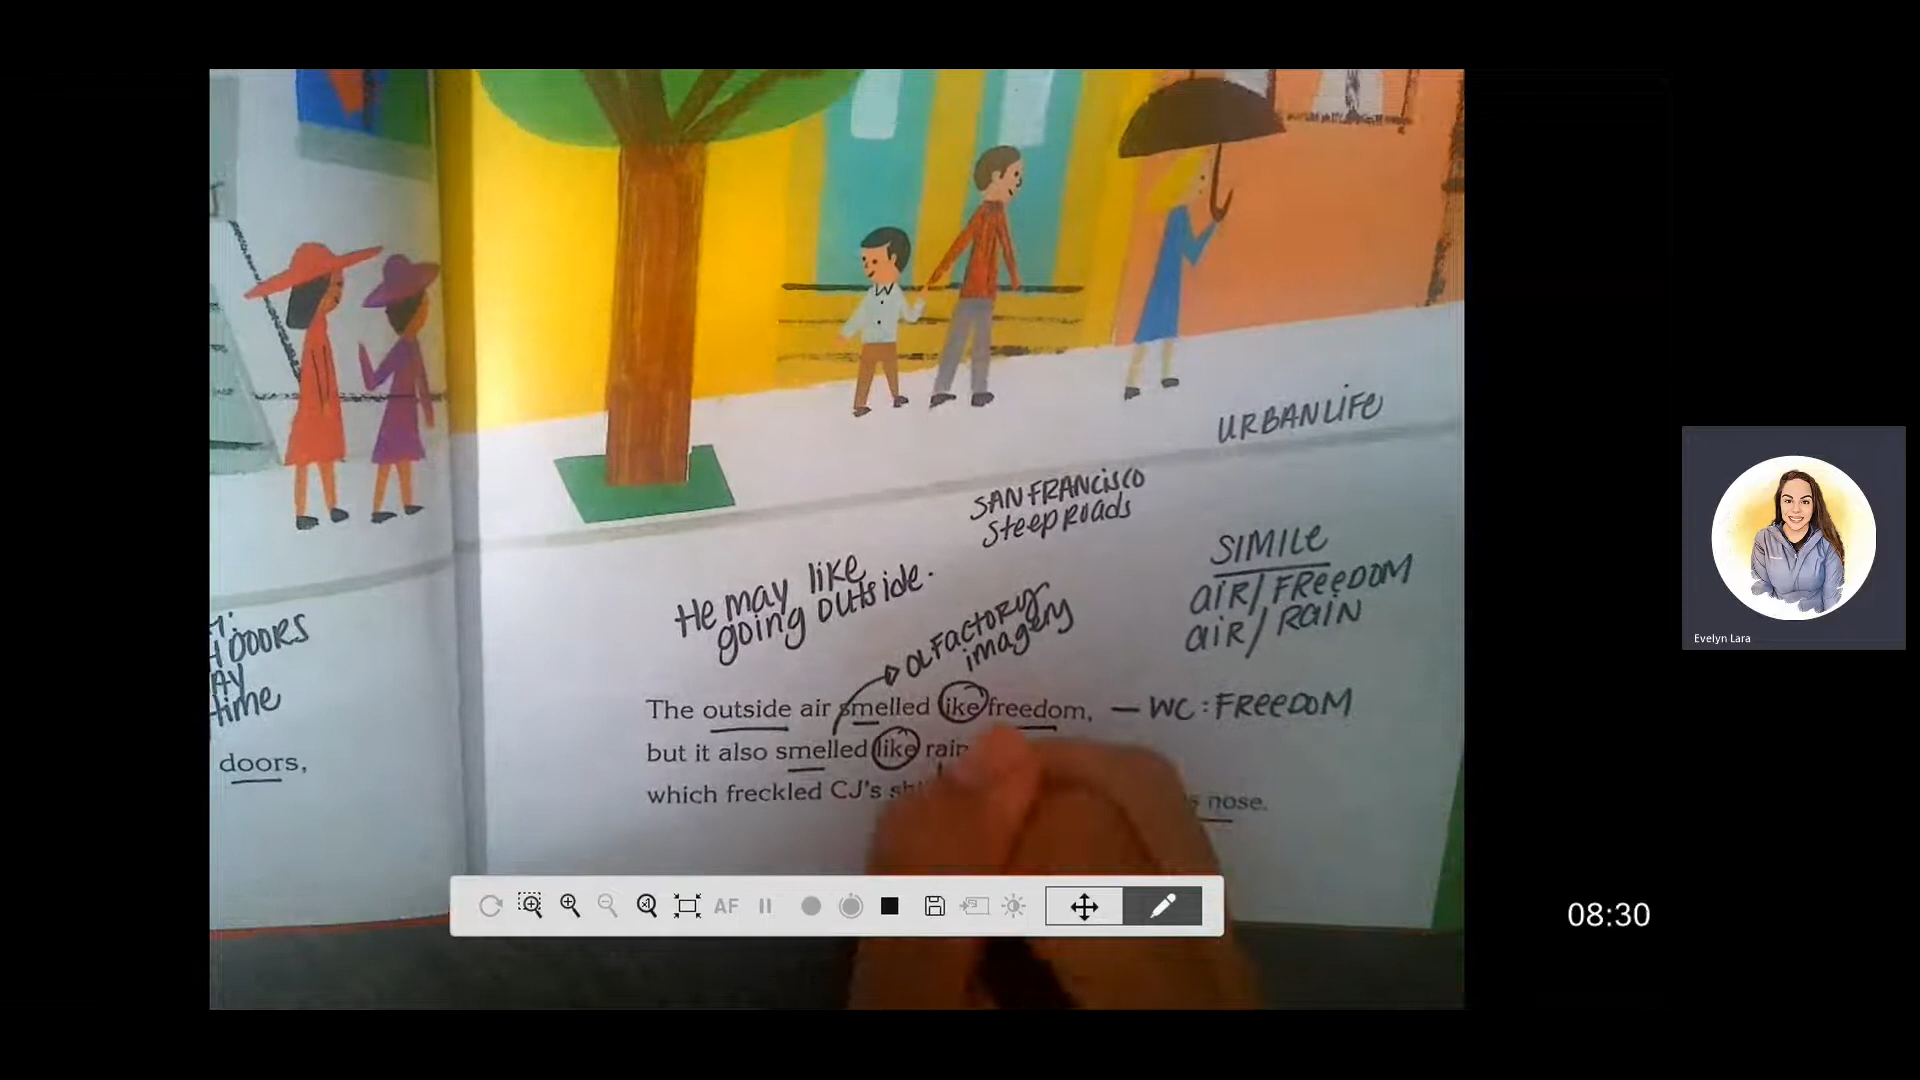 URBAN LIFE
SAN FRANCISCO
Steep Roads
SIMILE
AIR/FREEDOM
AIR/RAIN
He may like
going outside.
OLFACTORY
imagery
DOORS
time
doors,
The outside air smelled like freedom,
— WC: FREEDOM
but it also smelled like rain
which freckled CJ's
nose.
AF
Evelyn Lara
08:30